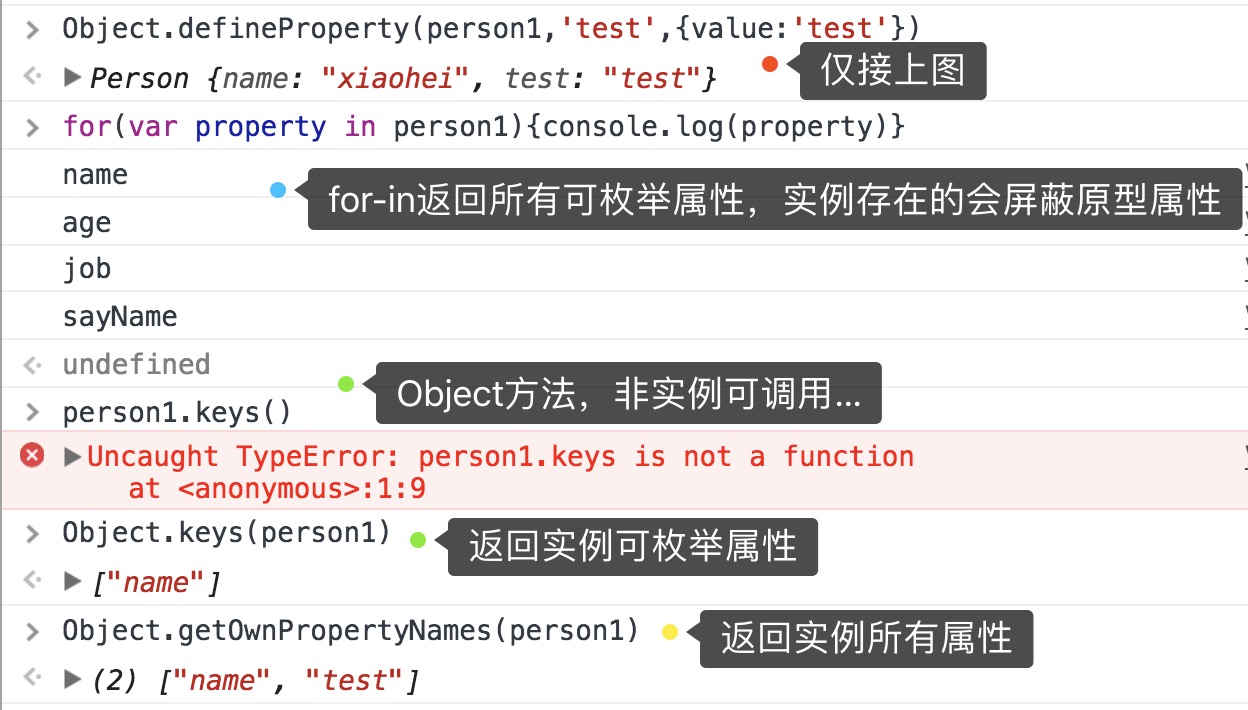 Object.defineProperty(person1,'test',{value:'test'})
Person {name: "xiaohei", test: "test"}
仅接上图
for(var property in person1){console.log(property)}
name
for-in返回所有可枚举属性，实例存在的会屏蔽原型属性
age
job
sayName
undefined
Object方法，非实例可调用...
person1.keys()
Uncaught TypeError: person1.keys is not a function
at <anonymous>:1:9
Object.keys(person1)
返回实例可枚举属性
["name"]
Object.getOwnPropertyNames(person1)
返回实例所有属性
(2) ["name", "test"]